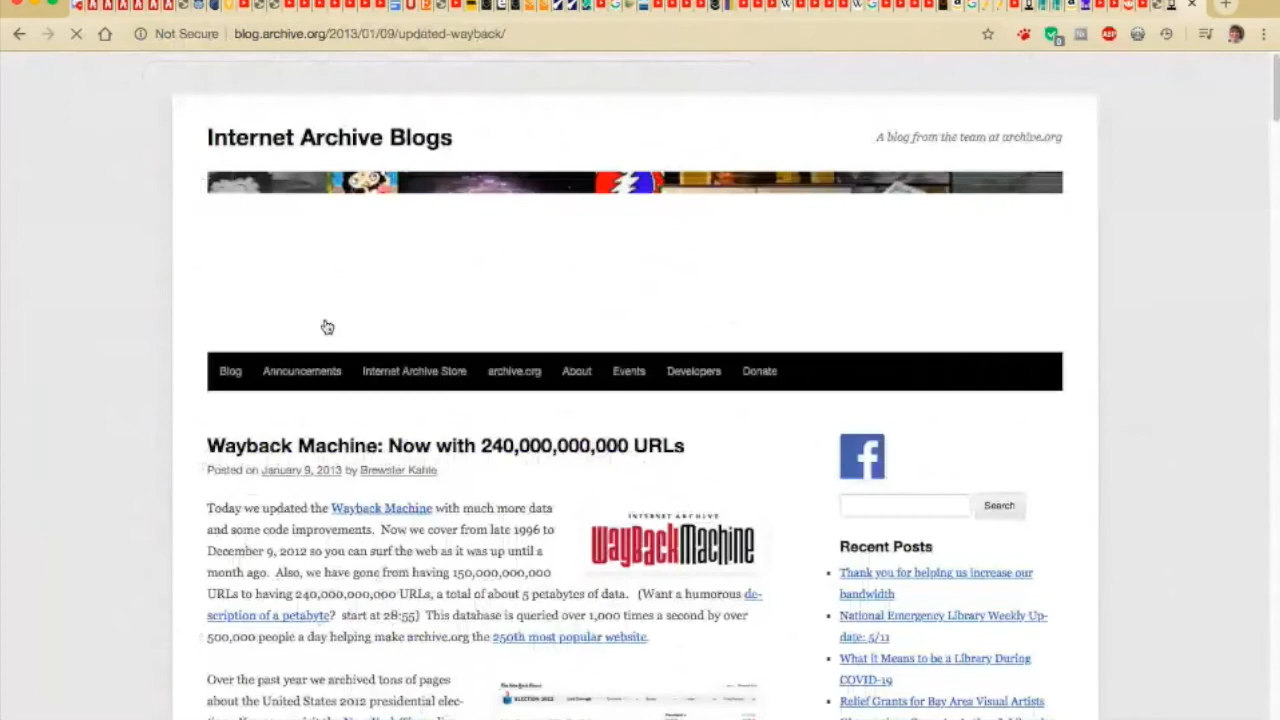 Not Secure blog.archive.org/2013/01/09/updated-wayback/
Internet Archive Blogs
A blog from the team at archive.org
Blog Announcements Internet Archive Store archive.org About Events Developers Donate
Wayback Machine: Now with 240,000,000,000 URLs
Posted on January 9, 2013 by Brewster Kahle
Today we updated the Wayback Machine with much more data
and some code improvements. Now we cover from late 1996 to
December 9, 2012 so you can surf the web as it was up until a
month ago. Also, we have gone from having 150,000,000,000
URLs to having 240,000,000,000 URLs, a total of about 5 petabytes of data. (Want a humorous de-
scription of a petabyte? start at 28:55) This database is queried over 1,000 times a second by over
500,000 people a day helping make archive.org the 250th most popular website.
INTERNET ARCHIVE
WayBackMachine
Over the past year we archived tons of pages
about the United States 2012 presidential elec-
The New York Times
ELECTION 2012
Search
Recent Posts
Thank you for helping us increase our
bandwidth
National Emergency Library Weekly Up-
date: 5/11
What it Means to be a Library During
COVID-19
Relief Grants for Bay Area Visual Artists